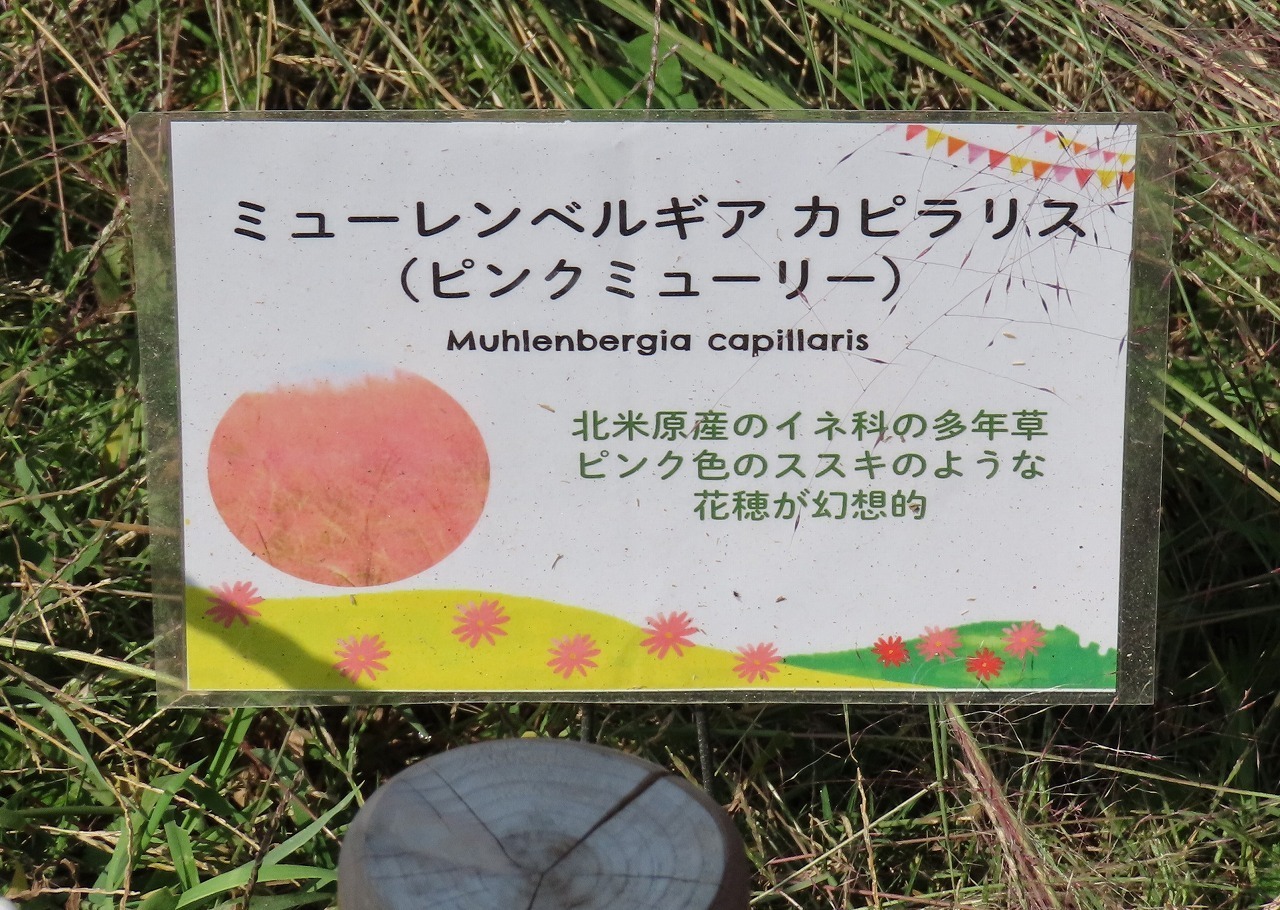 ミューレンベルギア カピラリス
（ピンクミューリー）
Muhlenbergia capillaris
北米原産のイネ科の多年草
ピンク色のススキのような
花穂が幻想的